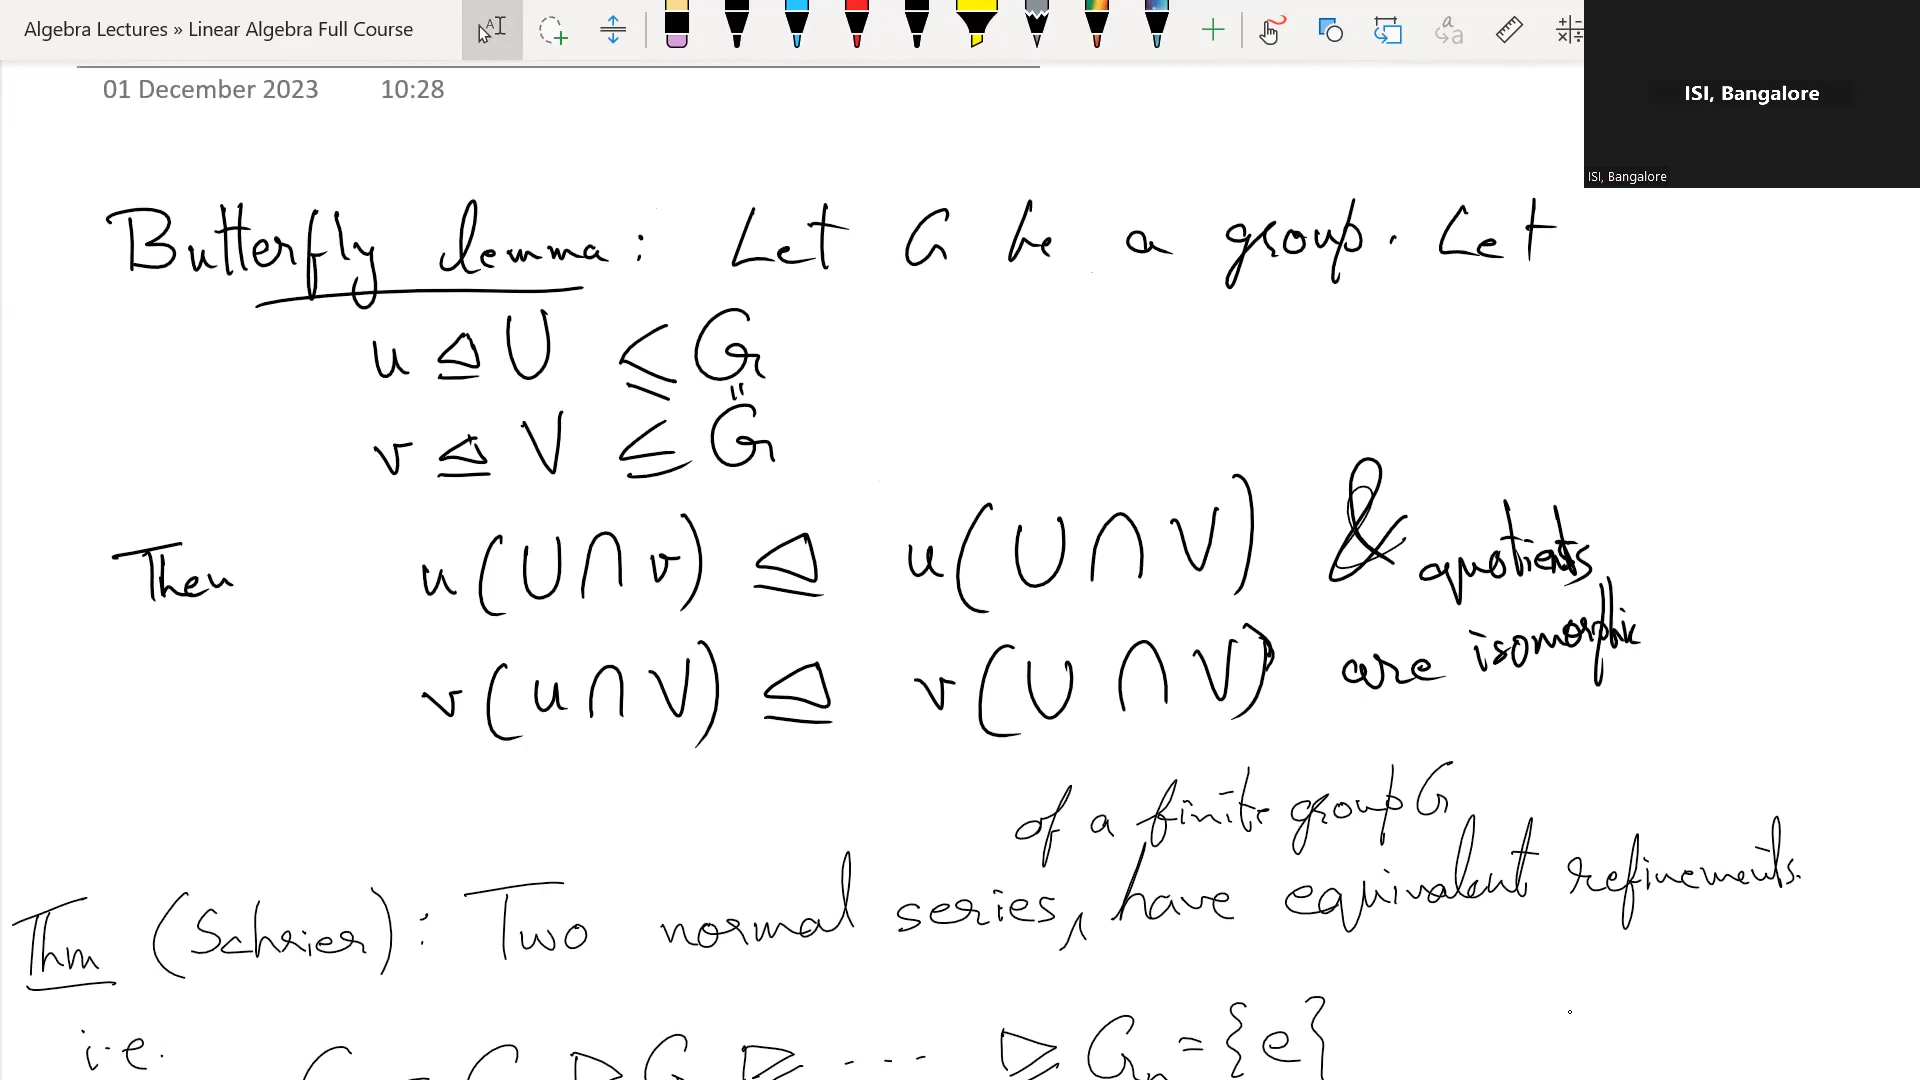 Algebra Lectures » Linear Algebra Full Course
ISI, Bangalore
ISI, Bangalore
01 December 2023 10:28
Butterfly lemma : Let G be a group. Let
u ⊴ U ≤ G
"
v ⊴ V ≤ G
Then u(U∩v) ⊴ u(U∩V) & quotients
v(u∩V) ⊴ v(U∩V) are isomorphic
of a finite group G
Thm (Schrier): Two normal series, have equivalent refinements.
i.e. G = G ⊵ G ⊵ ... ⊵ Gn = {e}